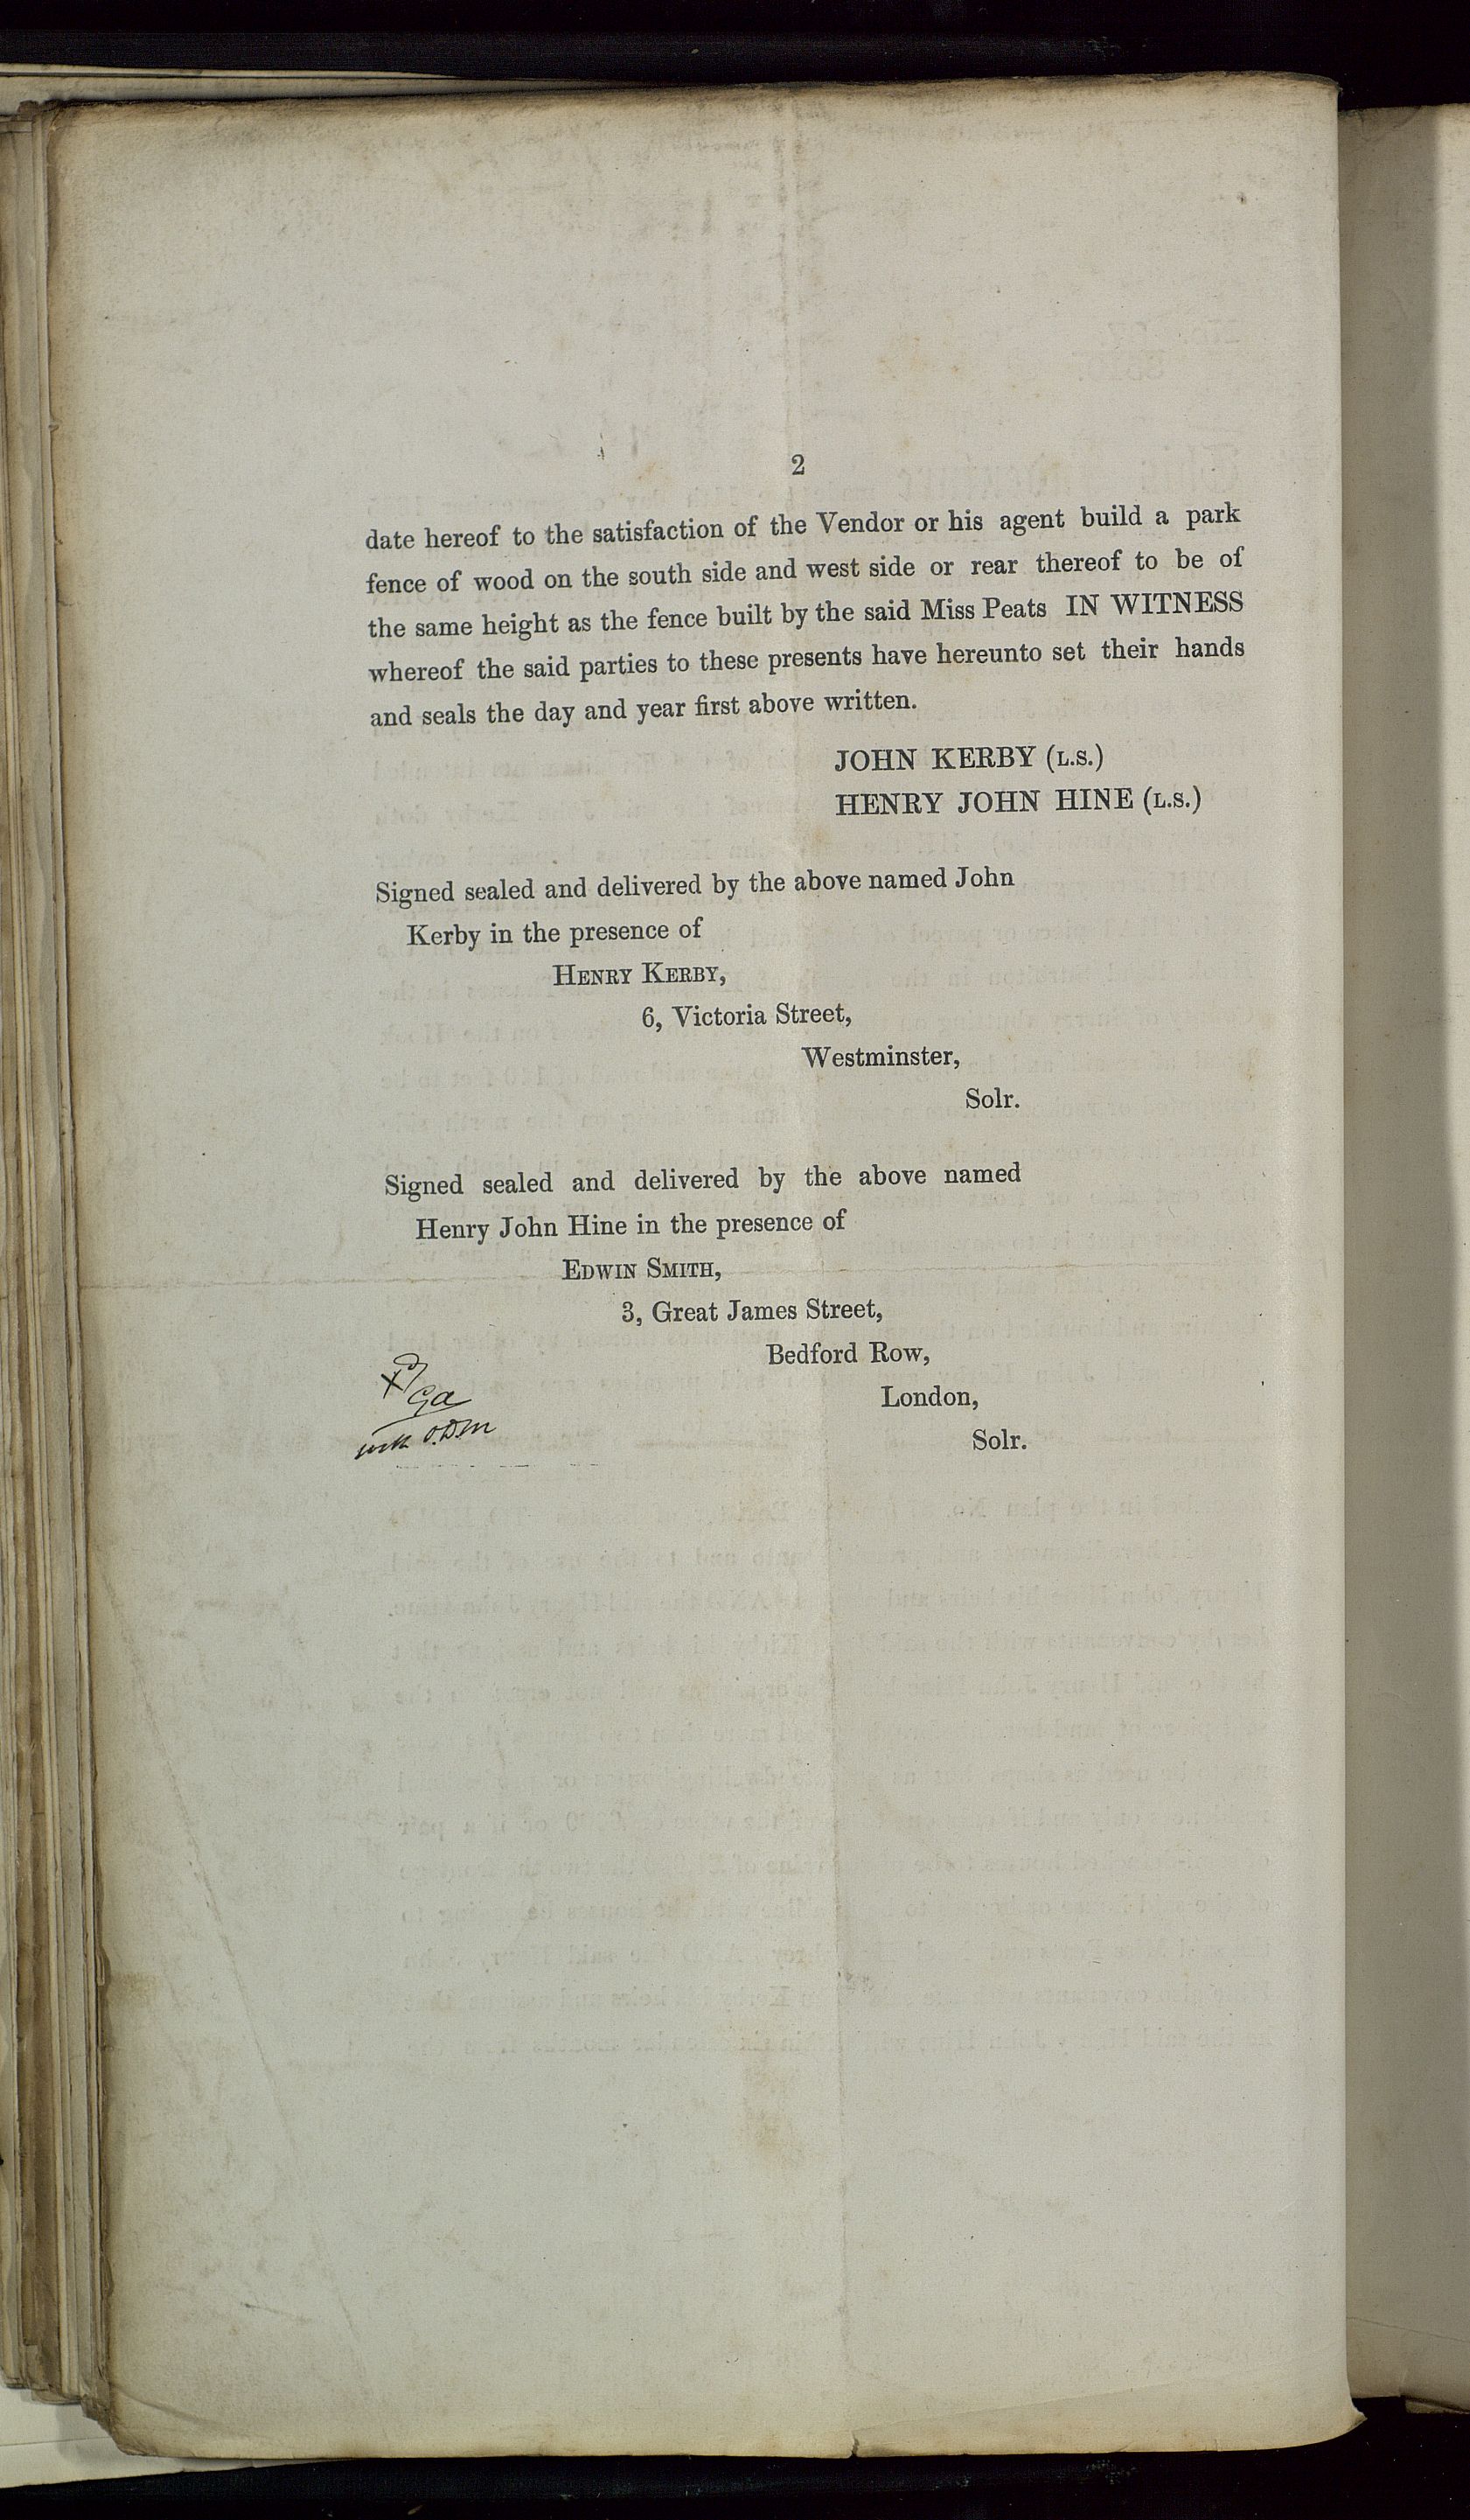 2
date hereof to the satisfaction of the Vendor or his agent build a park
fence of wood on the south side and west side or rear thereof to be of
the same height as the fence built by the said Miss Peats IN WITNESS
whereof the said parties to these presents have hereunto set their hands
and seals the day and year first above written.
JOHN KERBY (L.S.)
HENRY JOHN HINE (L.S.)
Signed sealed and delivered by the above named John
Kerby in the presence of
HENRY KERBY,
6, Victoria Street,
Westminster,
Solr.
Signed sealed and delivered by the above named
Henry John Hine in the presence of
EDWIN SMITH,
3, Great James Street,
Bedford Row,
London,
Solr.